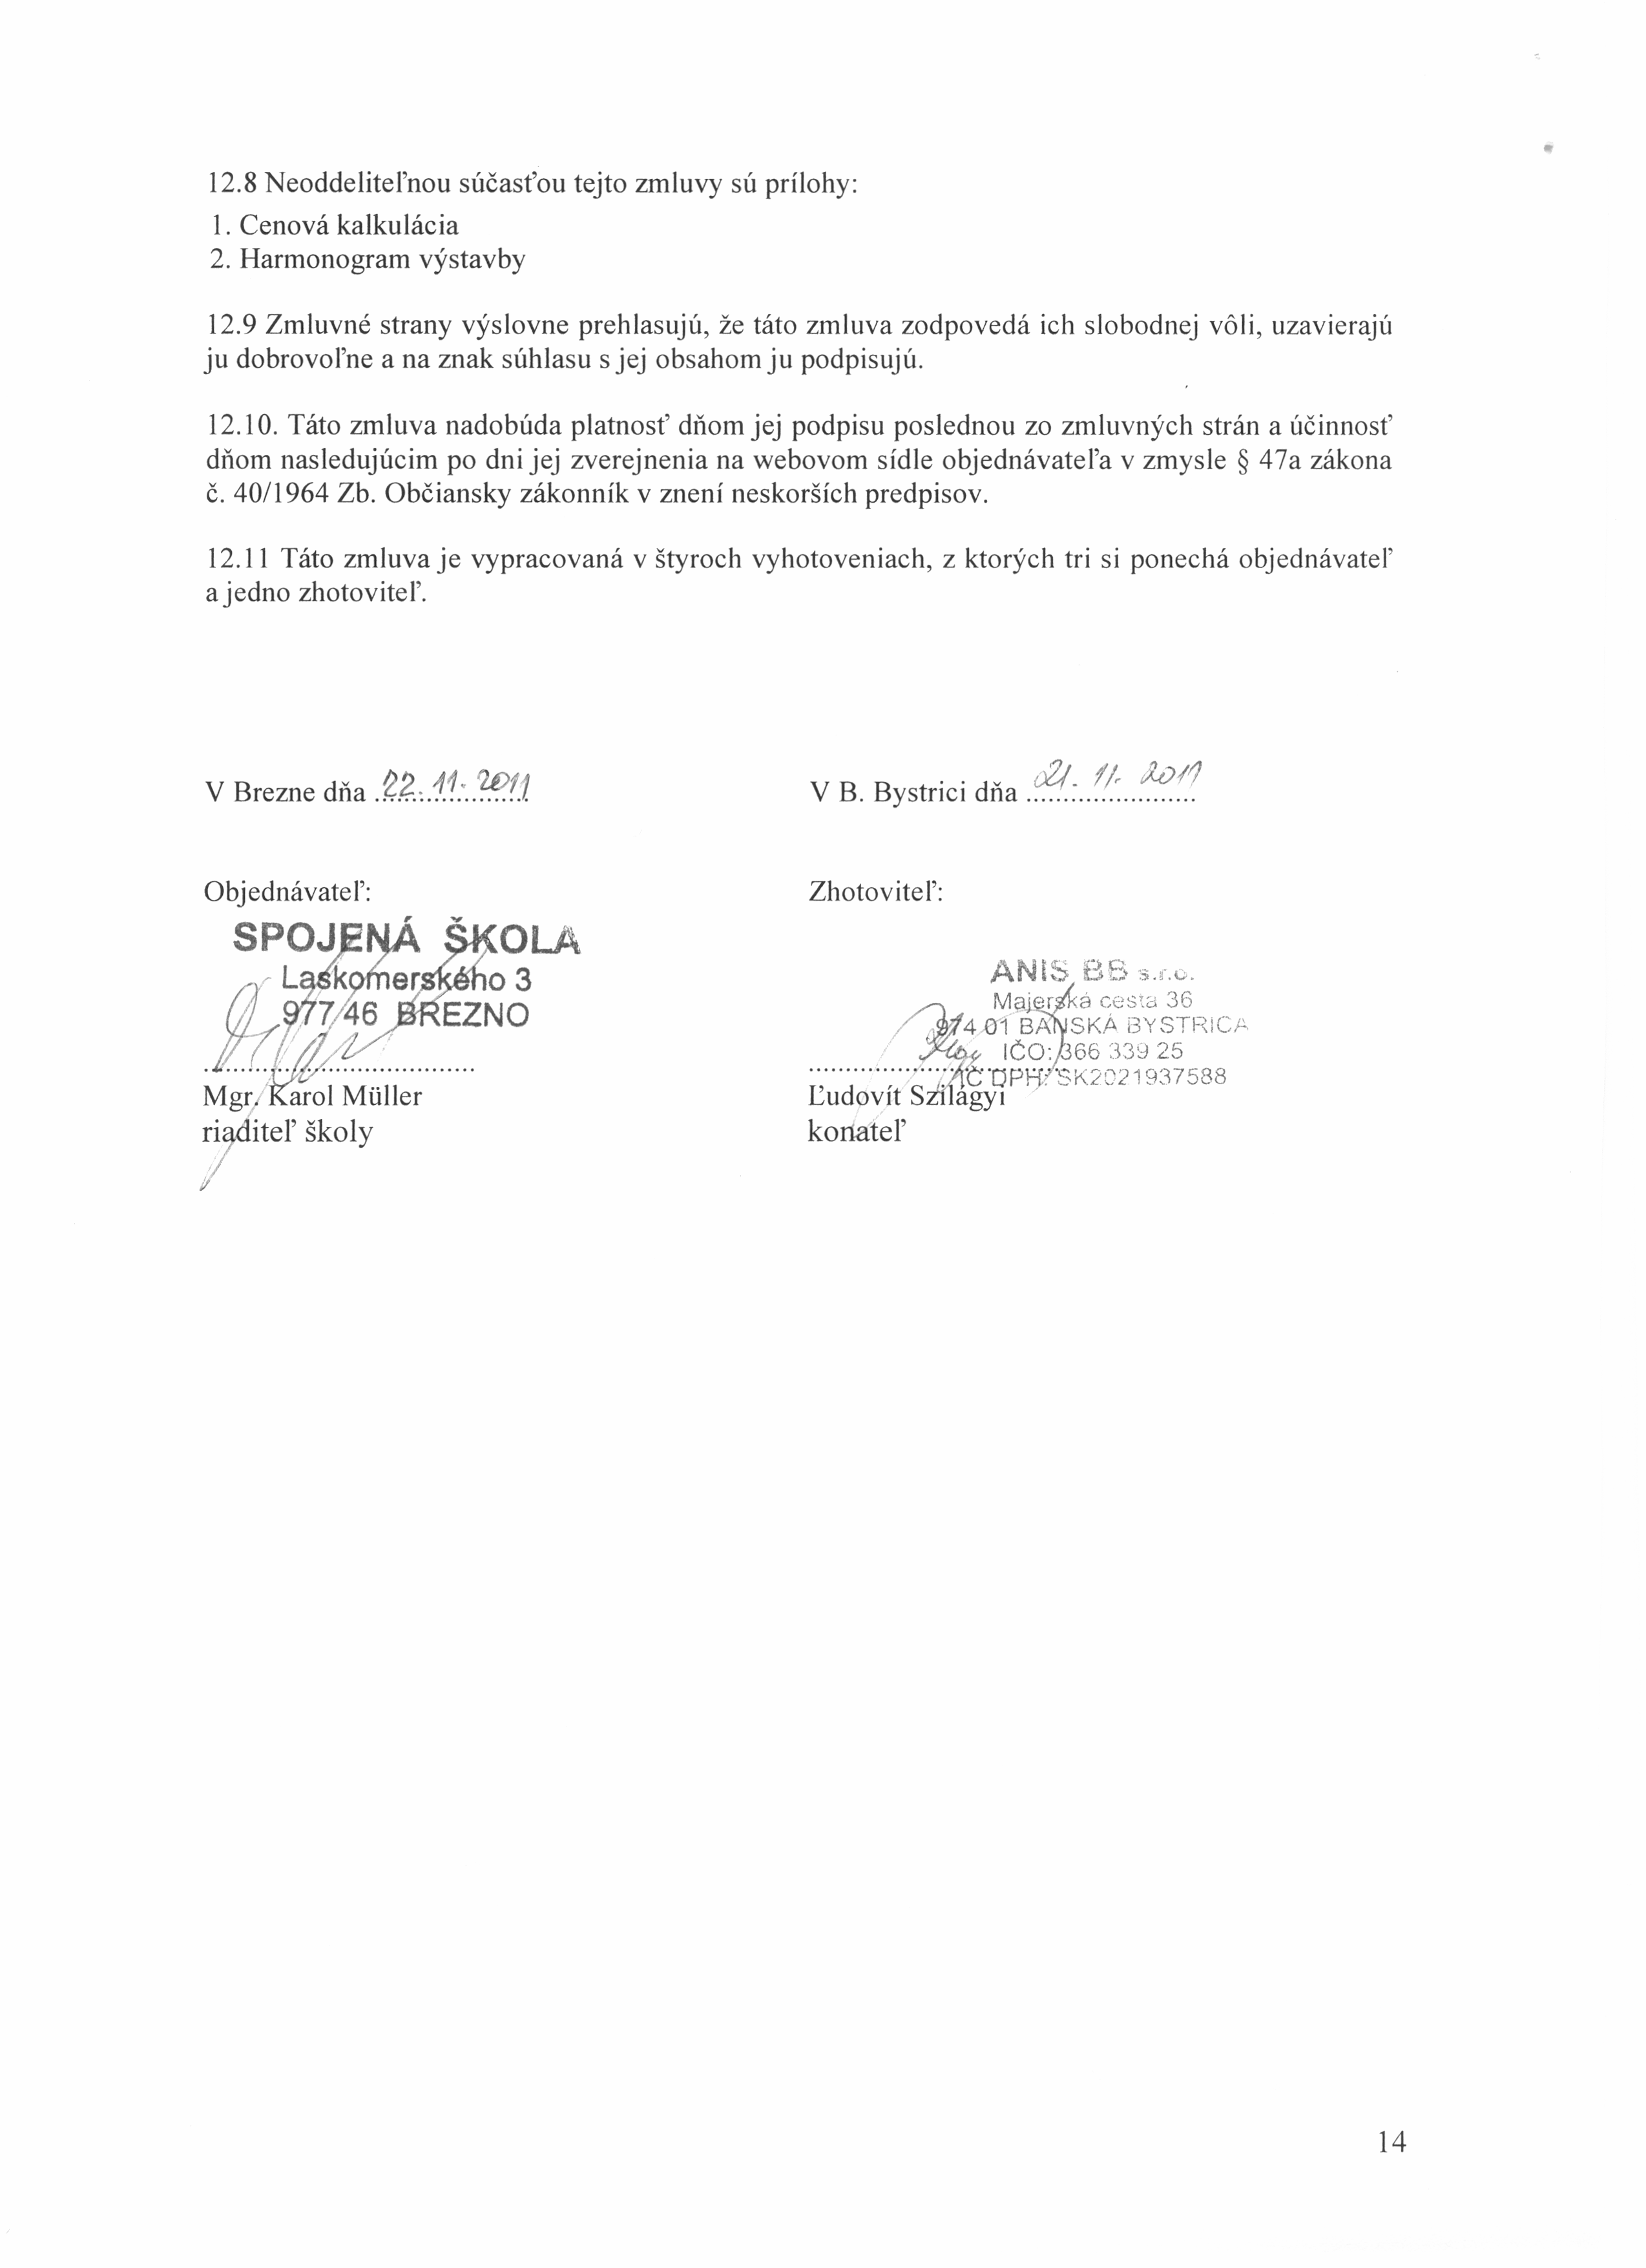 12.8 Neoddeliteľnou súčasťou tejto zmluvy sú prílohy:
1. Cenová kalkulácia
2. Harmonogram výstavby
12.9 Zmluvné strany výslovne prehlasujú, že táto zmluva zodpovedá ich slobodnej vôli, uzavierajú
ju dobrovoľne a na znak súhlasu s jej obsahom ju podpisujú.
12.10. Táto zmluva nadobúda platnosť dňom jej podpisu poslednou zo zmluvných strán a účinnosť
dňom nasledujúcim po dni jej zverejnenia na webovom sídle objednávateľa v zmysle § 47a zákona
č. 40/1964 Zb. Občiansky zákonník v znení neskorších predpisov.
12.11 Táto zmluva je vypracovaná v štyroch vyhotoveniach, z ktorých tri si ponechá objednávateľ
a jedno zhotoviteľ.
V Brezne dňa 22. 11. 2011
V B. Bystrici dňa 21. 11. 2011
Objednávateľ:
SPOJENÁ ŠKOLA
Laskomerského 3
977 46 BREZNO
Mgr. Karol Müller
riaditeľ školy
Zhotoviteľ:
ANIS BB s.r.o.
Majerská cesta 36
974 01 BANSKÁ BYSTRICA
IČO: 366 339 25
IČ DPH: SK2021937588
Ľudovít Szilágyi
konateľ
14